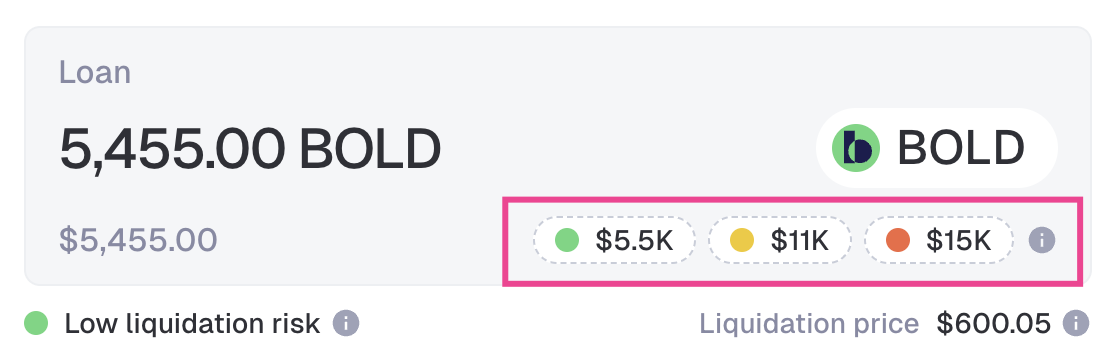 Loan
5,455.00 BOLD
BOLD
$5,455.00
$5.5K $11K $15K
Low liquidation risk
Liquidation price $600.05